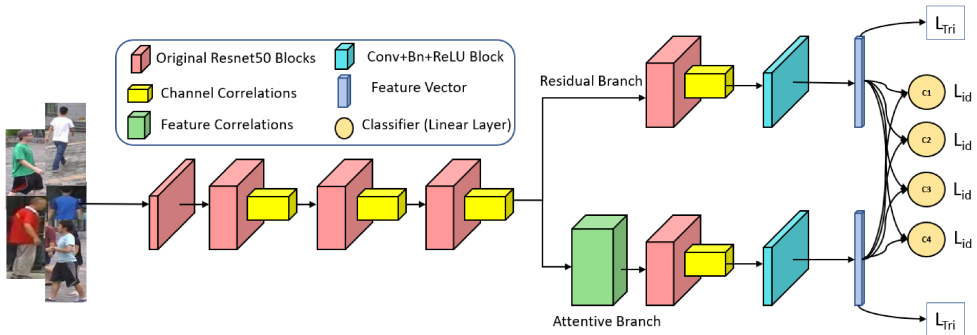 Original Resnet50 Blocks
Conv+Bn+ReLU Block
Channel Correlations
Feature Vector
Feature Correlations
Classifier (Linear Layer)
Residual Branch
Attentive Branch
L_Tri
C1 L_id
C2 L_id
C3 L_id
C4 L_id
L_Tri